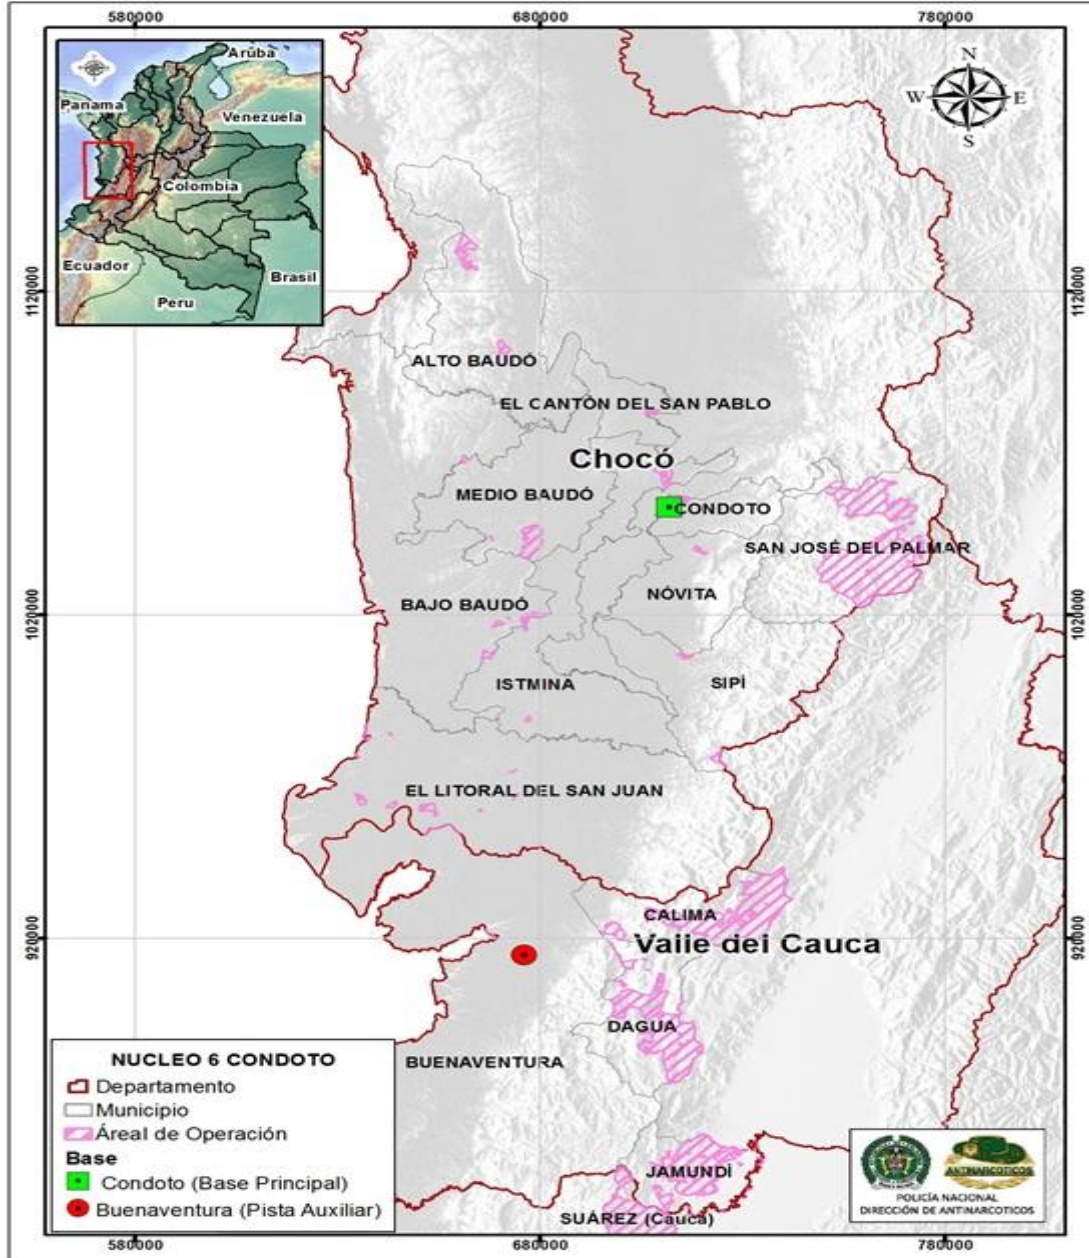 580000
680000
780000
Arúba
Panama
Venezuela
Colombia
Ecuador
Brasil
Peru
N
W
E
S
1120000
1120000
ALTO BAUDÓ
EL CANTÓN DEL SAN PABLO
Chocó
MEDIO BAUDÓ
CONDOTO
SAN JOSÉ DEL PALMAR
NÓVITA
BAJO BAUDÓ
1020000
1020000
ISTMINA
SIPÍ
EL LITORAL DEL SAN JUAN
CALIMA
Valle del Cauca
920000
920000
DAGUA
BUENAVENTURA
JAMUNDÍ
SUÁREZ (Cauca)
NUCLEO 6 CONDOTO
Departamento
Municipio
Áreal de Operación
Base
Condoto (Base Principal)
Buenaventura (Pista Auxiliar)
ANTINARCOTICOS
POLICÍA NACIONAL
DIRECCIÓN DE ANTINARCOTICOS
580000
680000
780000